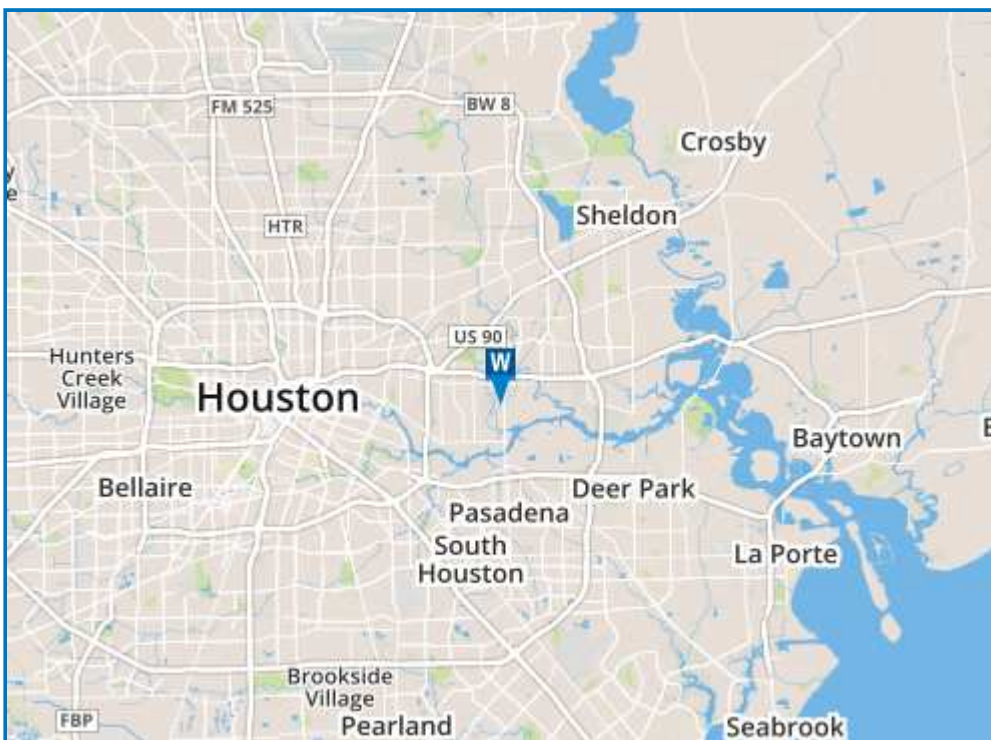 FM 525
BW 8
Crosby
y
e
Sheldon
HTR
US 90
W
Hunters
Creek
Village
Houston
Baytown
E
Bellaire
Deer Park
Pasadena
South
Houston
La Porte
Brookside
Village
FBP
Pearland
Seabrook